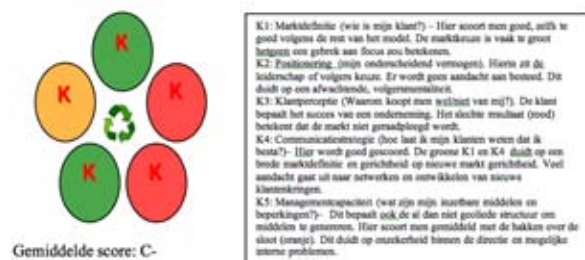 K
K
K
K
K
Gemiddelde score: C-
K1: Marktdefinitie (wie is mijn klant?) – Hier scoort men goed, zelfs te
goed volgens de rest van het model. De marktkeuze is vaak te groot
hetgeen een gebrek aan focus zou betekenen.
K2: Positionering (mijn onderscheidend vermogen). Hierin zit de
leiderschap of volgers keuze. Er wordt geen aandacht aan besteed. Dit
duidt op een afwachtende, volgersmentaliteit.
K3: Klantperceptie (Waarom koopt men wel/niet van mij?). De klant
bepaalt het succes van een onderneming. Het slechte resultaat (rood)
betekent dat de markt niet geraadpleegd wordt.
K4: Communicatiestrategie (hoe laat ik mijn klanten weten dat ik
besta?)– Hier wordt goed gescoord. De groene K1 en K4 duidt op een
brede marktdefinitie en gerichtheid op nieuwe markt gerichtheid. Veel
aandacht gaat uit naar netwerken en ontwikkelen van nieuwe
klantenkringen.
K5: Managementcapaciteit (wat zijn mijn inzetbare middelen en
beperkingen?)– Dit bepaalt ook de al dan niet geoliede structuur om
middelen te genereren. Hier scoort men gemiddeld met de hakken over de
sloot (oranje). Dit duidt op onzekerheid binnen de directie en mogelijke
interne problemen.